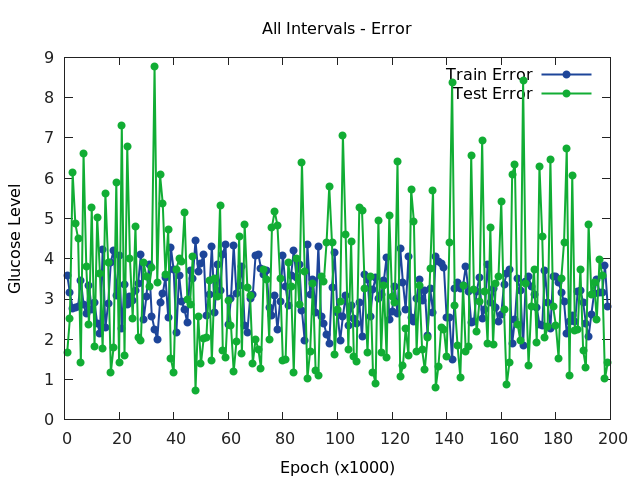 All Intervals - Error
9
8
7
6
5
4
3
2
1
0
Glucose Level
Train Error
Test Error
0 20 40 60 80 100 120 140 160 180 200
Epoch (x1000)